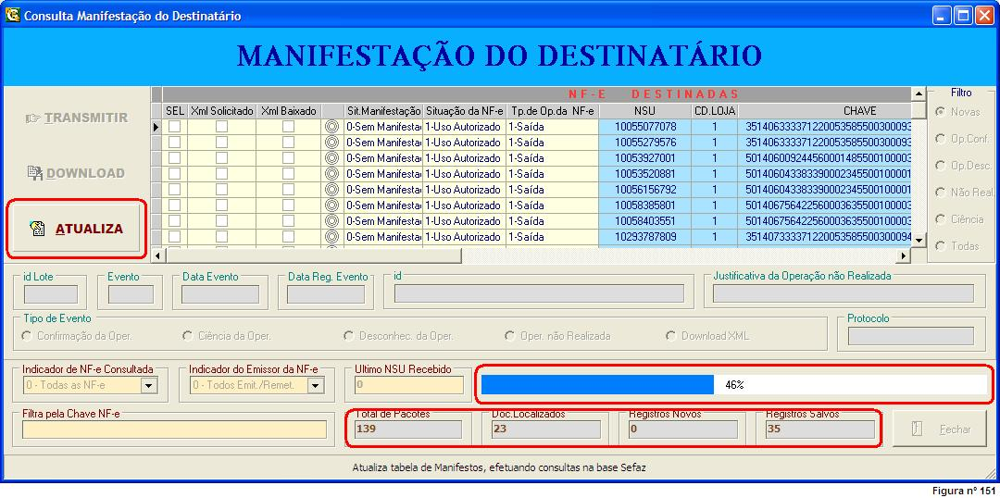 Consulta Manifestação do Destinatário
MANIFESTAÇÃO DO DESTINATÁRIO
TRANSMITIR
DOWNLOAD
ATUALIZA
NF-E DESTINADAS
SEL Xml Solicitado Xml Baixado Sit.Manifestação Situação da NF-e Tp.de Op.da NF-e NSU CD.LOJA CHAVE
0-Sem Manifesta 1-Uso Autorizado 1-Saída 10055077078 1 35140633337122005358550030009
0-Sem Manifesta 1-Uso Autorizado 1-Saída 10055279576 1 35140633337122005358550030009
0-Sem Manifesta 1-Uso Autorizado 1-Saída 10053927001 1
0-Sem Manifesta 1-Uso Autorizado 1-Saída 10053520881 1
0-Sem Manifesta 1-Uso Autorizado 1-Saída 10056156792 1
0-Sem Manifesta 1-Uso Autorizado 1-Saída 10058385801 1
0-Sem Manifesta 1-Uso Autorizado 1-Saída 10058403551 1
0-Sem Manifesta 1-Uso Autorizado 1-Saída 10293787809 1
Filtro
Novas
Op.Conf.
Op.Desc.
Não Real.
Ciência
Todas
id Lote Evento Data Evento Data Reg. Evento id Justificativa da Operação não Realizada
Tipo de Evento
Confirmação da Oper. Ciência da Oper. Desconhec. da Oper. Oper. não Realizada Download XML
Protocolo
Indicador de NF-e Consultada Indicador do Emissor da NF-e Ultimo NSU Recebido
0 - Todas as NF-e 0 - Todos Emit./Remet. 0
46%
Filtra pela Chave NF-e Total de Pacotes Doc.Localizados Registros Novos Registros Salvos
139 23 0 35
Fechar
Atualiza tabela de Manifestos, efetuando consultas na base Sefaz
Figura nº 151